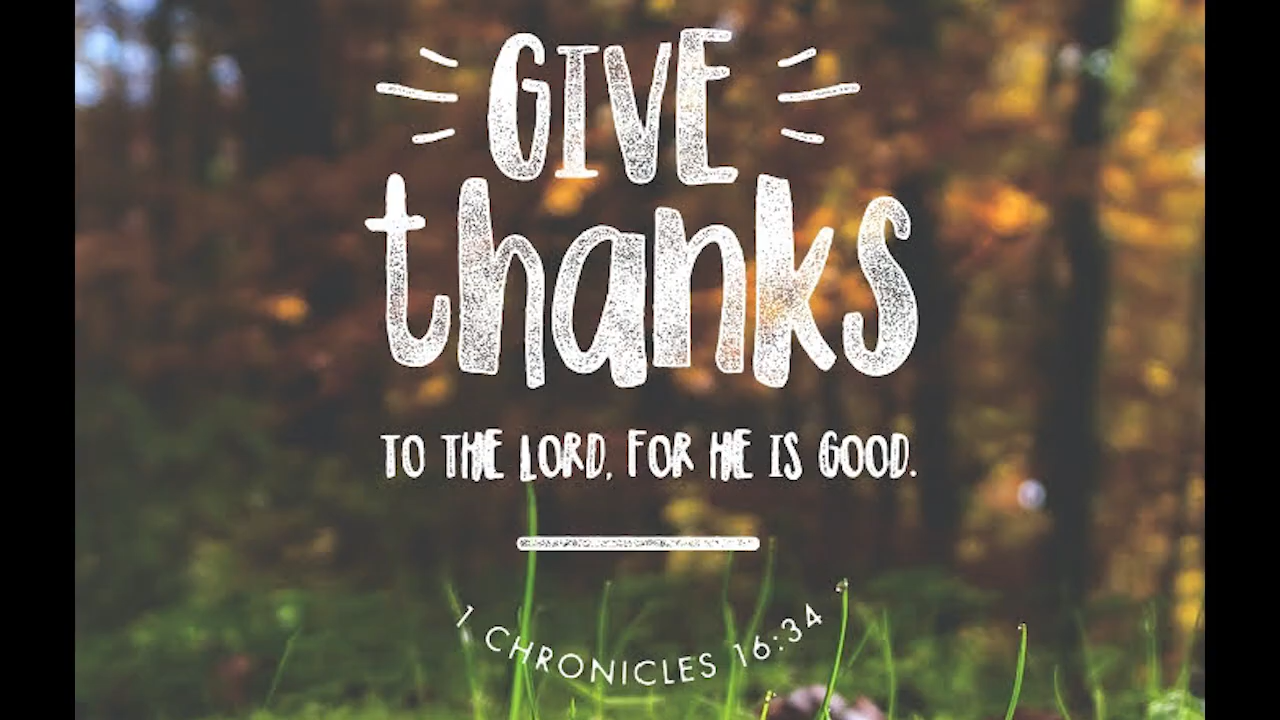 GIVE
thanks
TO THE LORD, FOR HE IS GOOD.
1 CHRONICLES 16:34